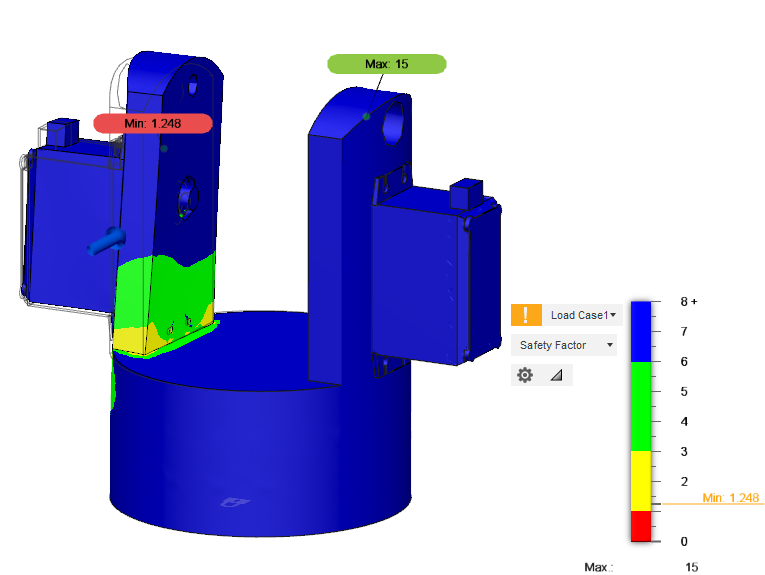 Max: 15
Min: 1.248
! Load Case1
Safety Factor
8 +
7
6
5
4
3
2
Min: 1.248
0
Max.: 15